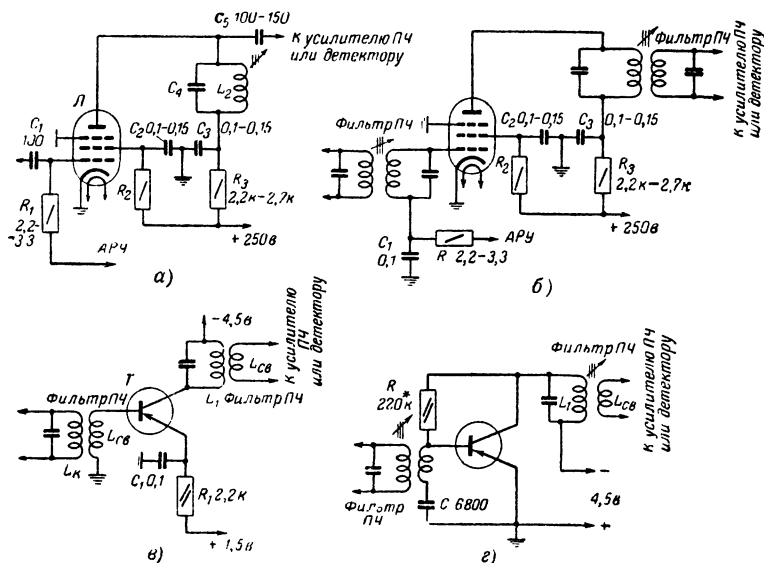 C₅ 100-150
к усилителю ПЧ
или детектору
C₄
L₂
Л
C₁
100
C₂ 0,1-0,15
C₃
0,1-0,15
R₁
2,2-
-3,3
R₂
R₃
2,2к-2,7к
АРУ
+250в
а)
Фильтр ПЧ
к усилителю ПЧ
или детектору
Фильтр ПЧ
C₂ 0,1-0,15
C₃
0,1-0,15
R₂
R₃
2,2к-2,7к
+250в
C₁
0,1
АРУ
R 2,2-3,3
б)
-4,5в
к усилителю
ПЧ
или детектору
Lсв
L₁ Фильтр ПЧ
Т
Фильтр ПЧ
Lсв
Lк
C₁ 0,1
R₁ 2,2к
+1,5в
в)
Фильтр ПЧ
к усилителю ПЧ
или детектору
R
220к*
L₁
Lсв
Фильтр
ПЧ
C 6800
-
4,5в
+
г)